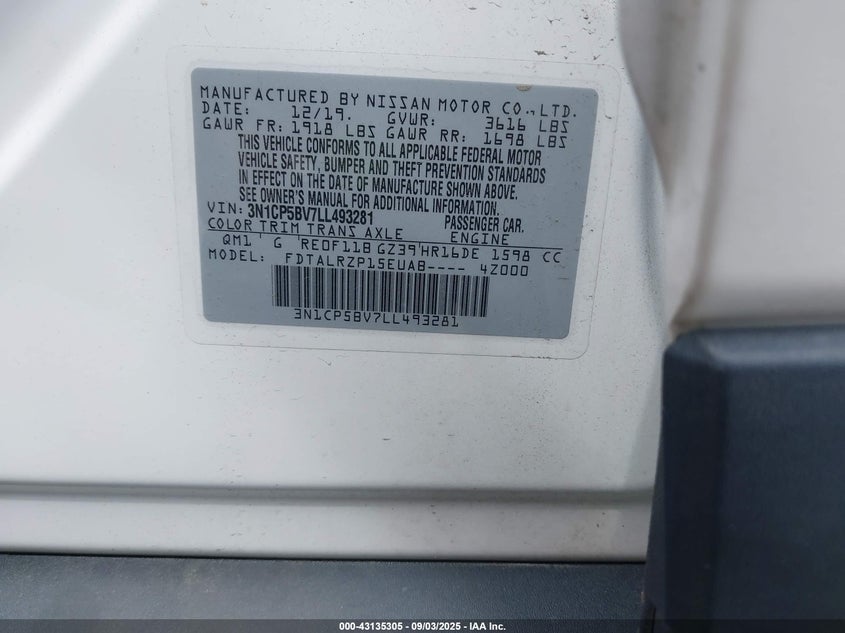 MANUFACTURED BY NISSAN MOTOR CO., LTD.
DATE: 12/19. GVWR: 3616 LBS
GAWR FR: 1918 LBS GAWR RR: 1698 LBS
THIS VEHICLE CONFORMS TO ALL APPLICABLE FEDERAL MOTOR
VEHICLE SAFETY, BUMPER AND THEFT PREVENTION STANDARDS
IN EFFECT ON THE DATE OF MANUFACTURE SHOWN ABOVE.
SEE OWNER'S MANUAL FOR ADDITIONAL INFORMATION.
VIN: 3N1CP5BV7LL493281 PASSENGER CAR.
COLOR TRIM TRANS AXLE ENGINE
QM1 G RE0F11B GZ39 HR16DE 1598 CC
MODEL: FDTALRZP15EUAB---- 4Z000
3N1CP5BV7LL493281
000-43135305 - 09/03/2025 - IAA Inc.